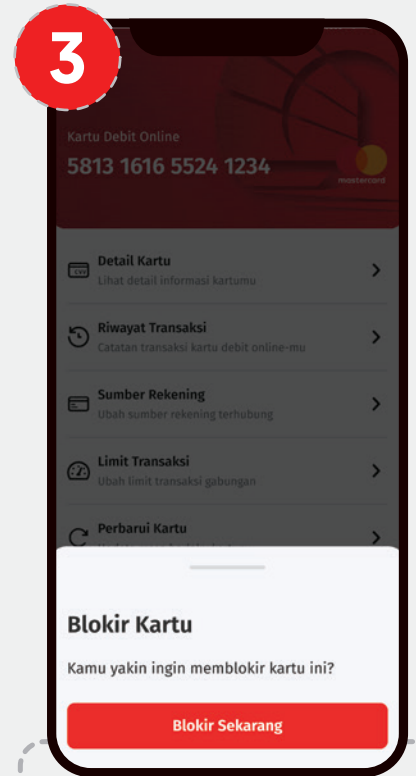 3
Kartu Debit Online
5813 1616 5524 1234
mastercard
Detail Kartu
Lihat detail informasi kartumu
Riwayat Transaksi
Catatan transaksi kartu debit online-mu
Sumber Rekening
Ubah sumber rekening terhubung
Limit Transaksi
Ubah limit transaksi gabungan
Perbarui Kartu
Blokir Kartu
Kamu yakin ingin memblokir kartu ini?
Blokir Sekarang